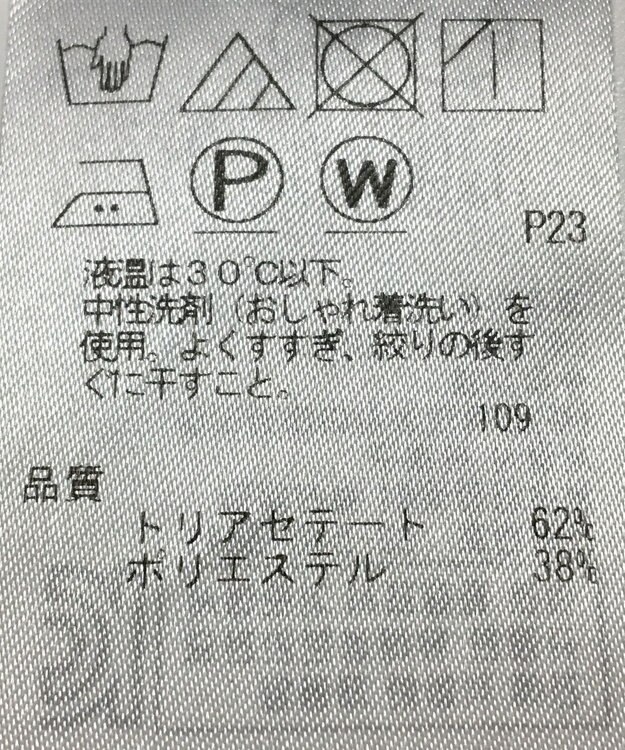 P
W
P23
液温は30℃以下。
中性洗剤（おしゃれ着洗い）を
使用。よくすすぎ、絞りの後す
ぐに干すこと。
109
品質
トリアセテート 62%
ポリエステル 38%